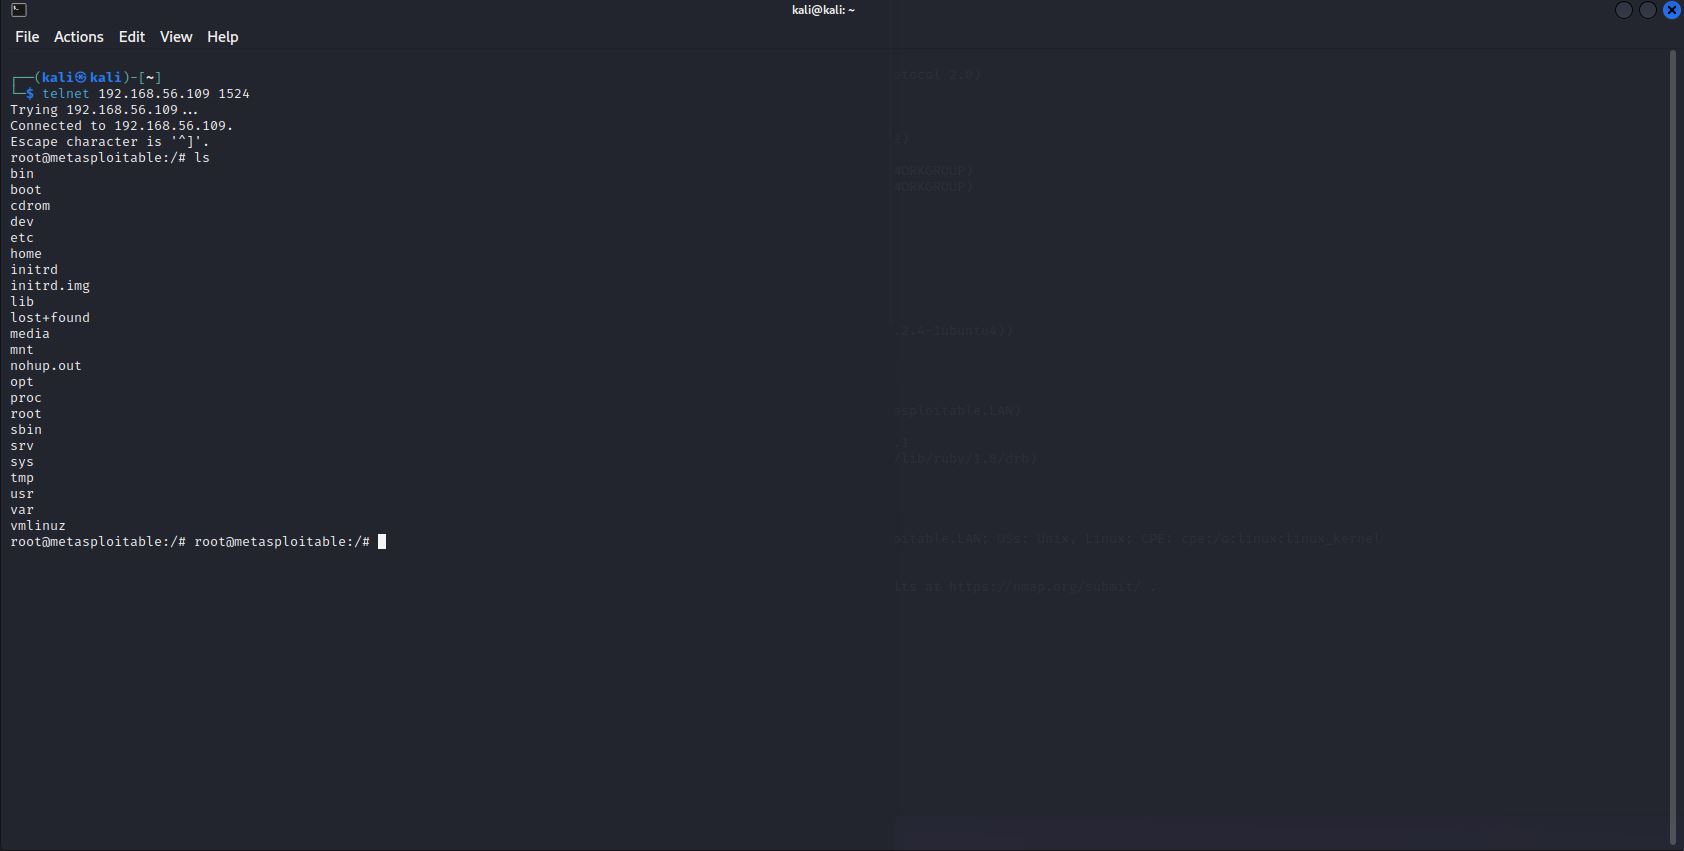 kali@kali: ~
File Actions Edit View Help
┌──(kali㉿kali)-[~]
└─$ telnet 192.168.56.109 1524
Trying 192.168.56.109...
Connected to 192.168.56.109.
Escape character is '^]'.
root@metasploitable:/# ls
bin
boot
cdrom
dev
etc
home
initrd
initrd.img
lib
lost+found
media
mnt
nohup.out
opt
proc
root
sbin
srv
sys
tmp
usr
var
vmlinuz
root@metasploitable:/# root@metasploitable:/#
otocol 2.0)
WORKGROUP)
WORKGROUP)
.2.4-1ubuntu4))
asploitable.LAN)
.1
/lib/ruby/1.8/drb)
oitable.LAN; OSs: Unix, Linux; CPE: cpe:/o:linux:linux_kernel
lts at https://nmap.org/submit/ .